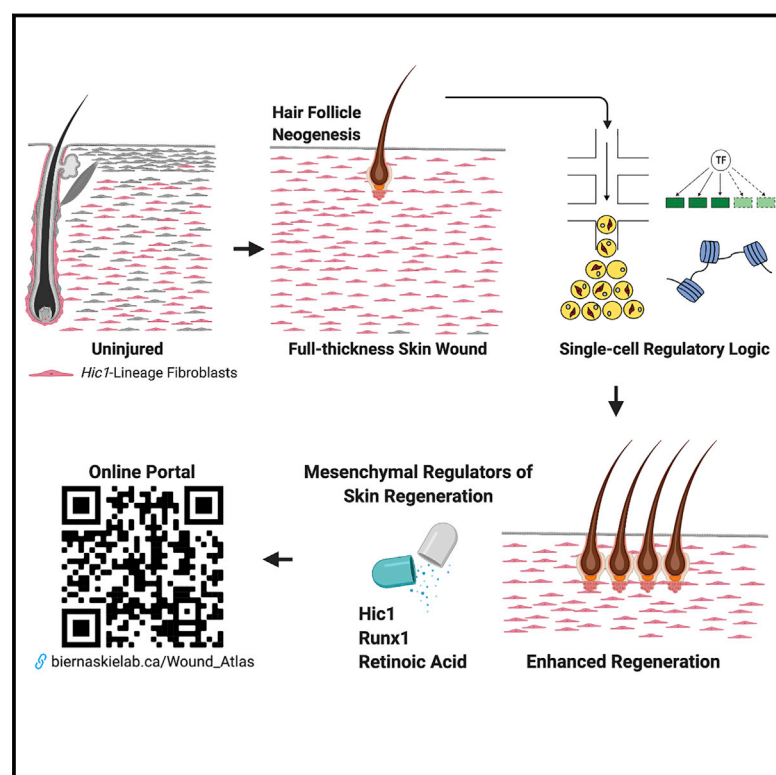 Hair Follicle
Neogenesis
TF
Uninjured
Full-thickness Skin Wound
Single-cell Regulatory Logic
Hic1-Lineage Fibroblasts
Online Portal
Mesenchymal Regulators of
Skin Regeneration
Hic1
Runx1
Retinoic Acid
biernaskielab.ca/Wound_Atlas
Enhanced Regeneration